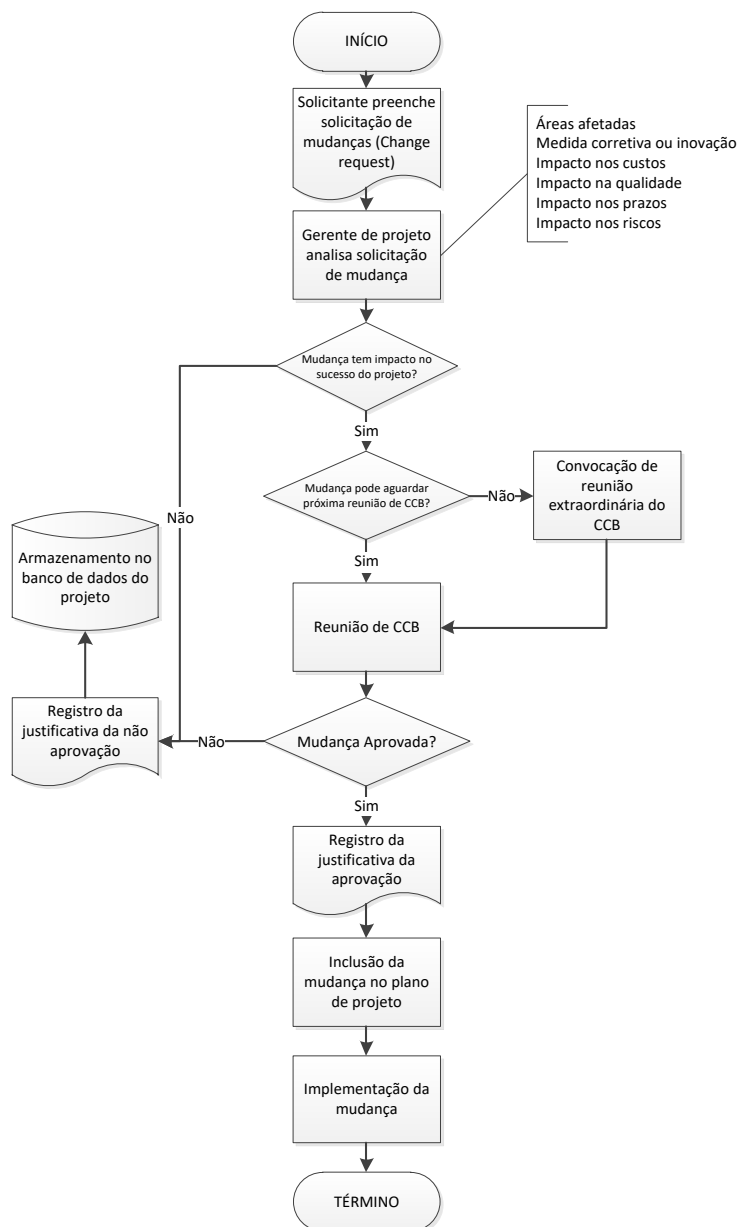 INÍCIO
Solicitante preenche
solicitação de
mudanças (Change
request)
Áreas afetadas
Medida corretiva ou inovação
Impacto nos custos
Impacto na qualidade
Impacto nos prazos
Impacto nos riscos
Gerente de projeto
analisa solicitação
de mudança
Mudança tem impacto no
sucesso do projeto?
Sim
Não
Mudança pode aguardar
próxima reunião de CCB?
Não
Convocação de
reunião
extraordinária do
CCB
Sim
Reunião de CCB
Armazenamento no
banco de dados do
projeto
Registro da
justificativa da não
aprovação
Não
Mudança Aprovada?
Sim
Registro da
justificativa da
aprovação
Inclusão da
mudança no plano
de projeto
Implementação da
mudança
TÉRMINO